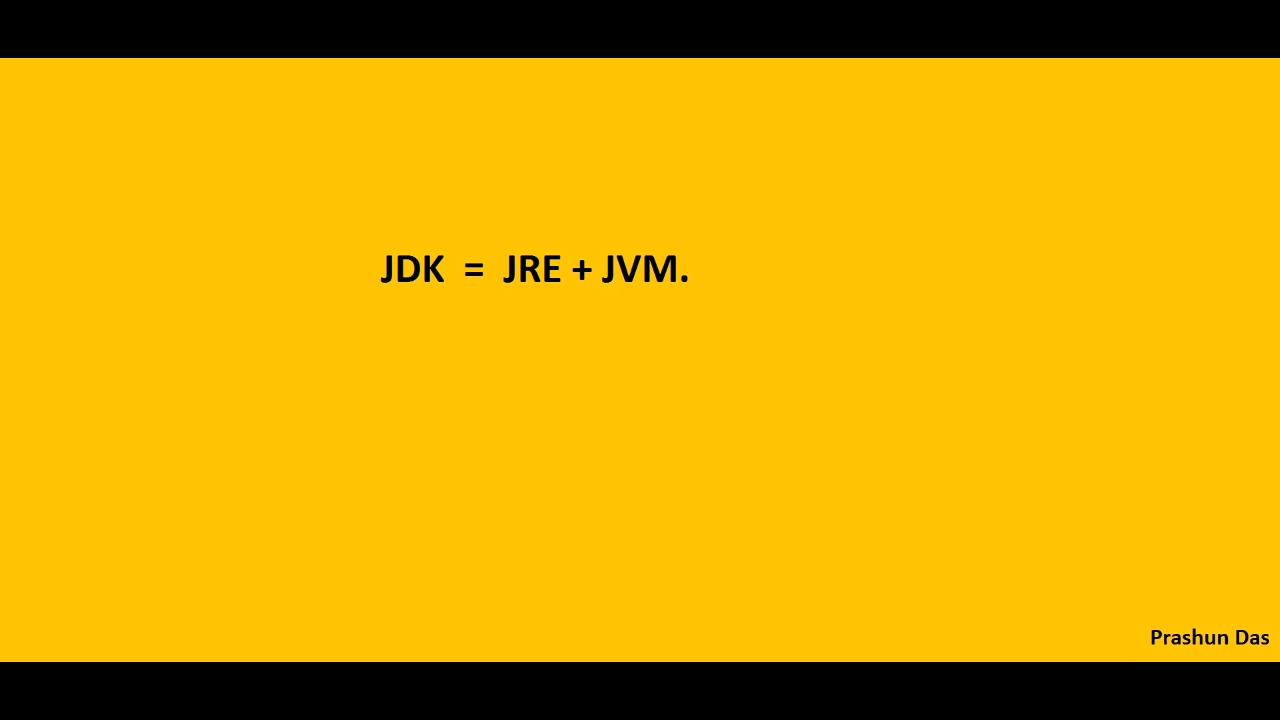 JDK = JRE + JVM.
Prashun Das